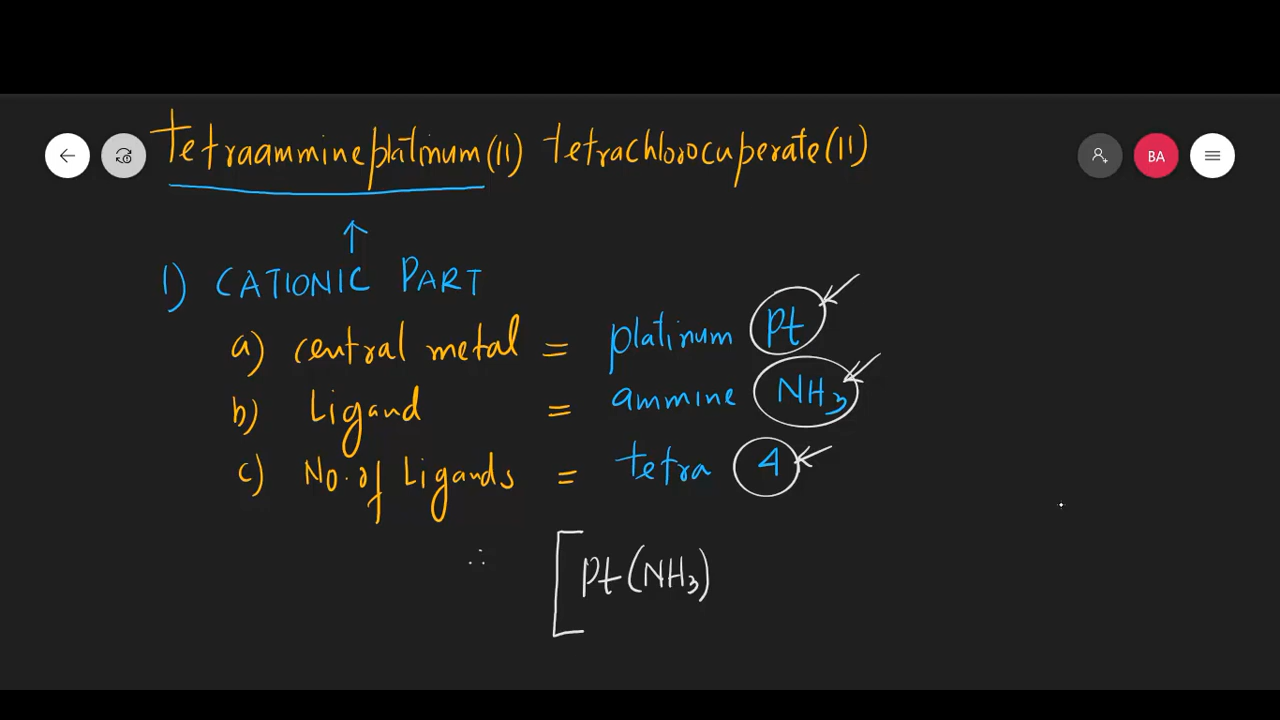 tetraammineplatinum(II) tetrachlorocuperate(II)
BA
1) CATIONIC PART
a) central metal = platinum Pt
b) Ligand = ammine NH3
c) No. of Ligands = tetra 4
∴ [Pt(NH3)